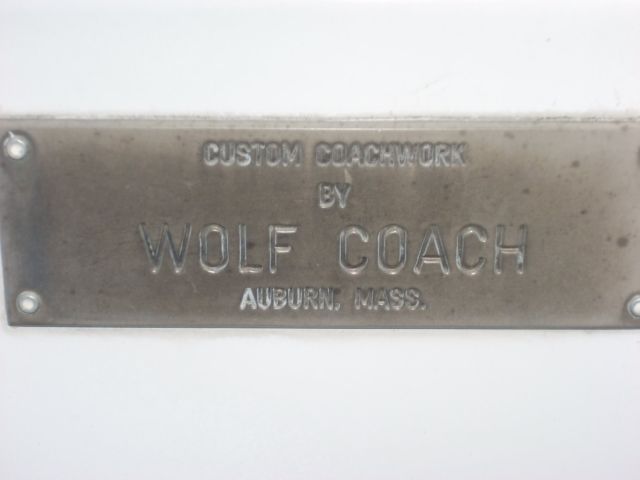 CUSTOM COACHWORK
BY
WOLF COACH
AUBURN, MASS.